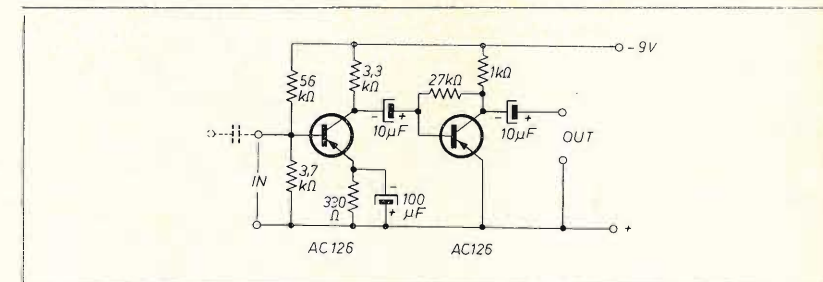 - 9V
56
kΩ
3,3
kΩ
27kΩ
1kΩ
- +
10μF
- +
10μF
OUT
IN
3,7
kΩ
330
Ω
-
100
+ μF
+
AC126
AC126